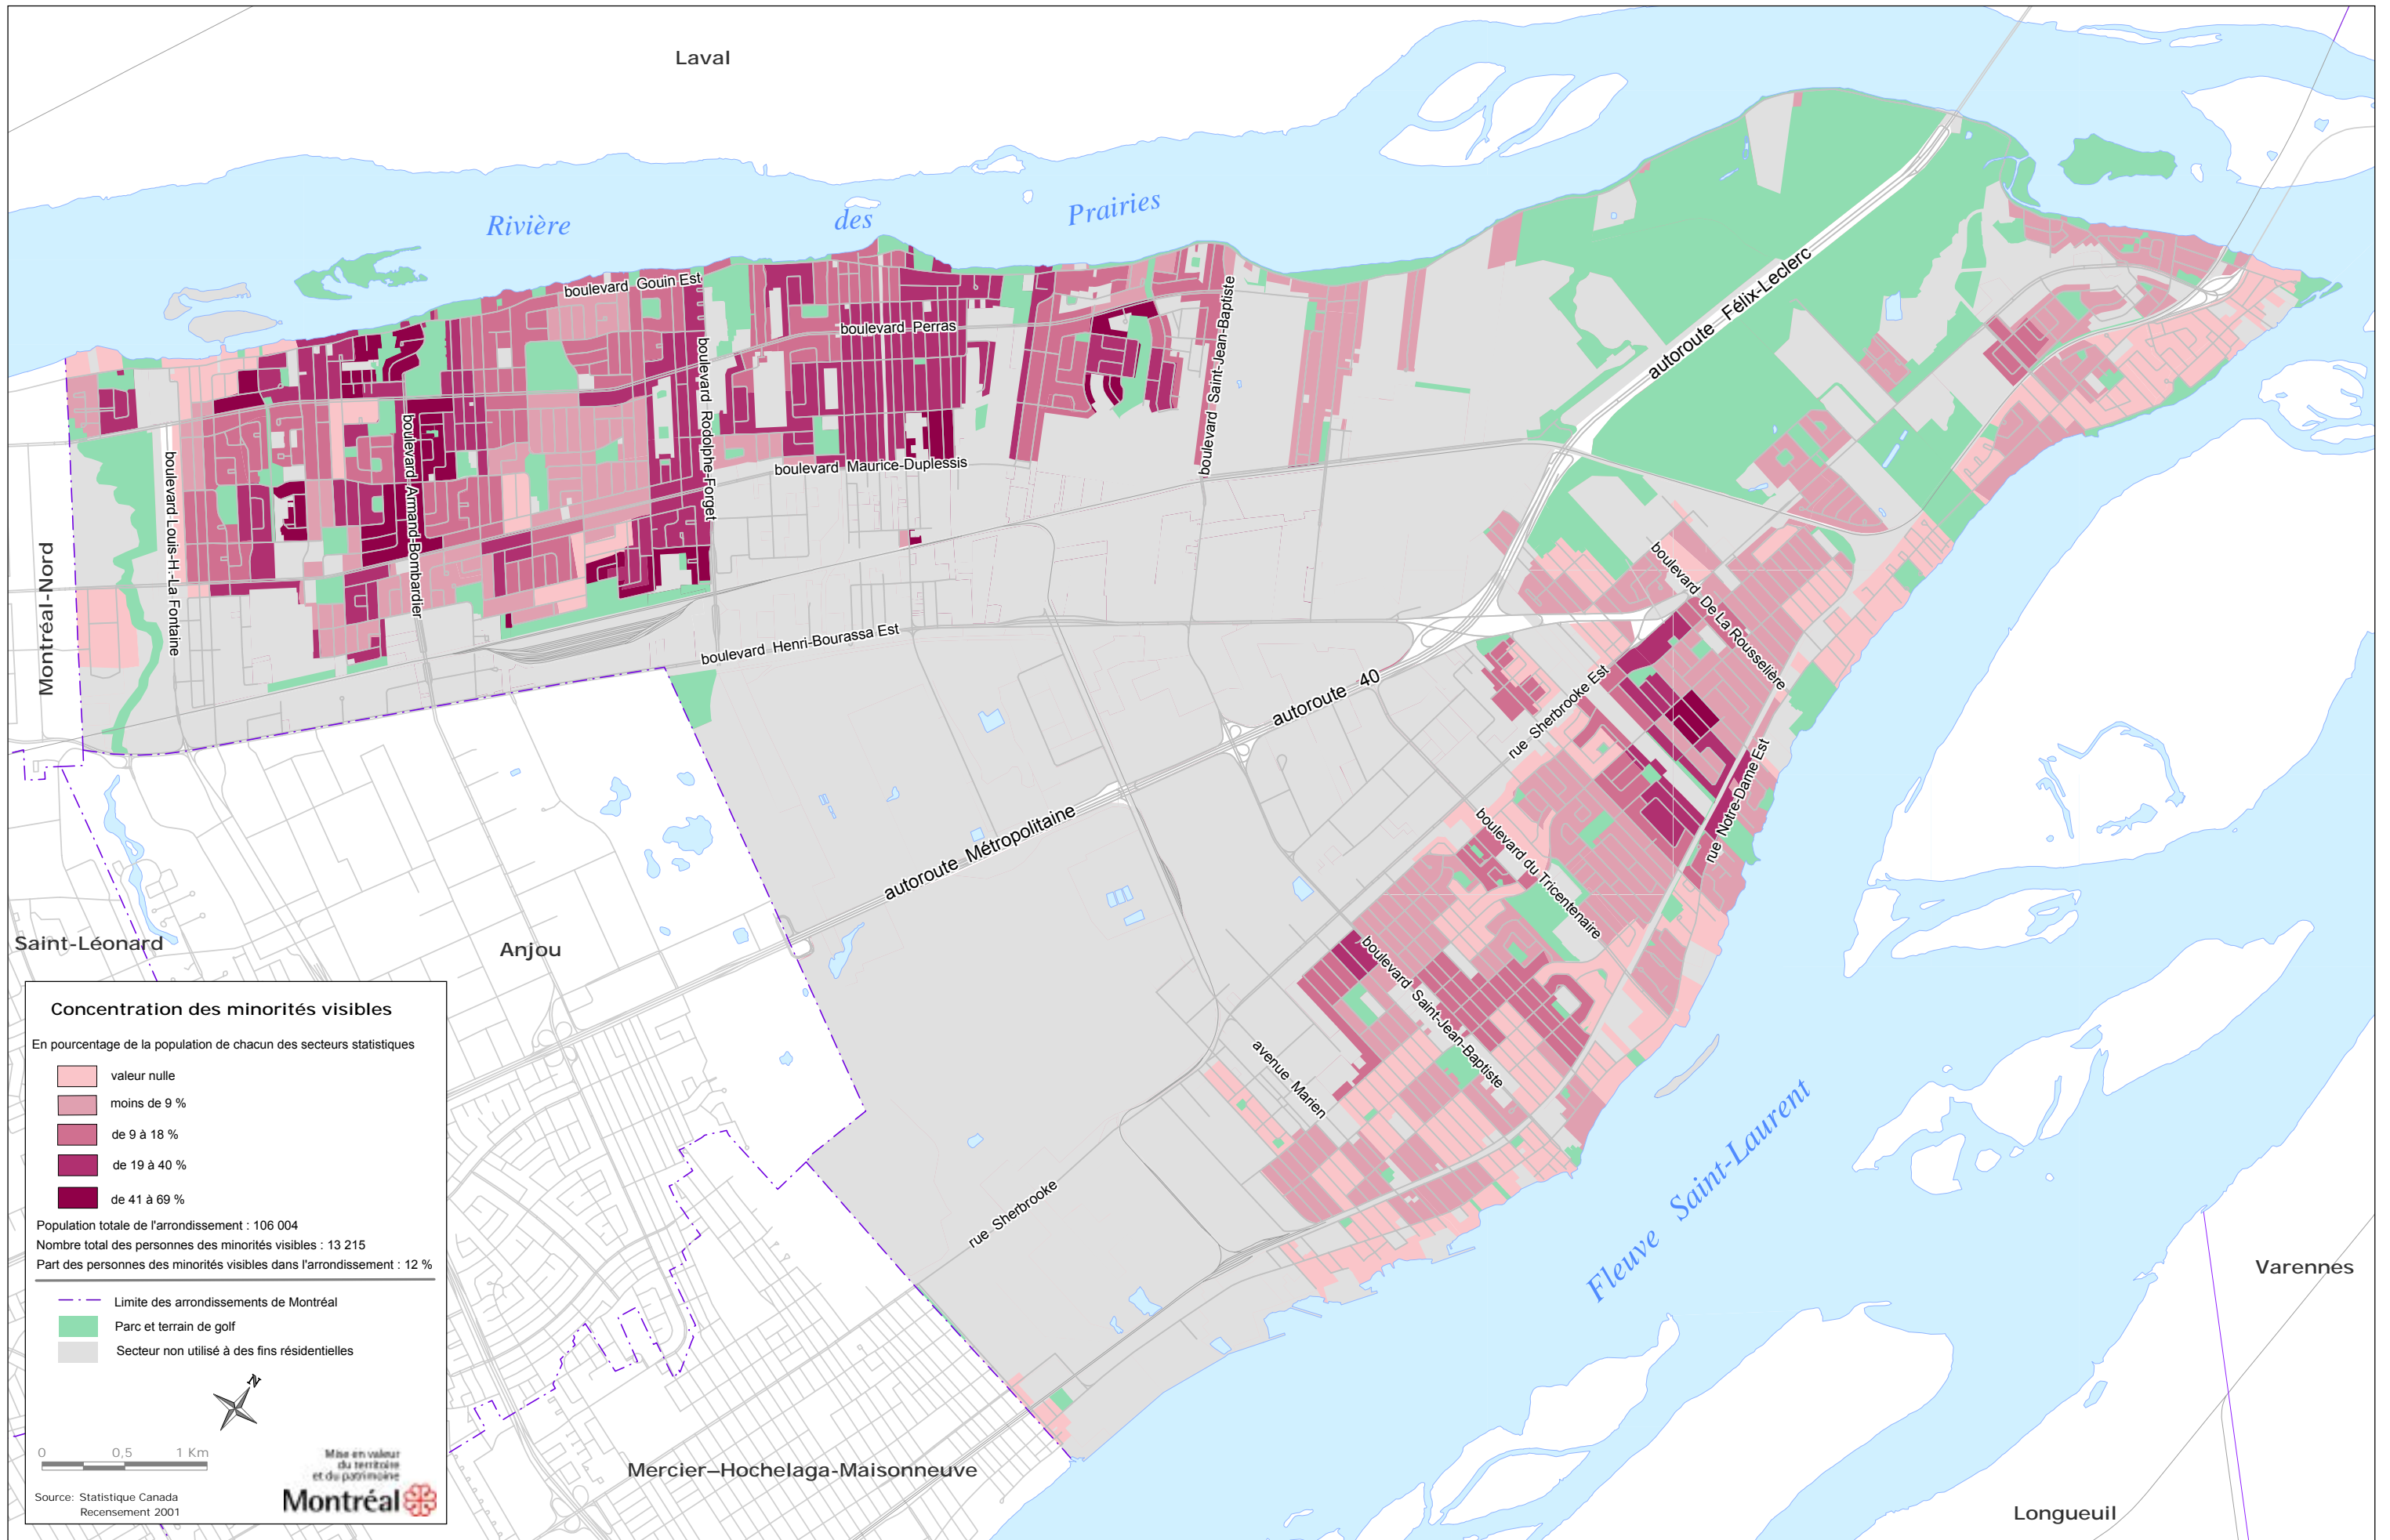 Laval
Rivière des Prairies
boulevard Gouin Est
boulevard Perras
boulevard Saint-Jean-Baptiste
autoroute Félix-Leclerc
boulevard Rodolphe-Forget
boulevard Maurice-Duplessis
boulevard Armand-Bombardier
boulevard Louis-H.-La Fontaine
Montréal-Nord
boulevard Henri-Bourassa Est
boulevard De La Rousselière
autoroute 40
rue Sherbrooke Est
rue Notre-Dame Est
autoroute Métropolitaine
boulevard du Tricentenaire
boulevard Saint-Jean-Baptiste
avenue Marien
rue Sherbrooke
Saint-Léonard
Anjou
Fleuve Saint-Laurent
Varennes
Mercier–Hochelaga-Maisonneuve
Longueuil
Concentration des minorités visibles
En pourcentage de la population de chacun des secteurs statistiques
valeur nulle
moins de 9 %
de 9 à 18 %
de 19 à 40 %
de 41 à 69 %
Population totale de l'arrondissement : 106 004
Nombre total des personnes des minorités visibles : 13 215
Part des personnes des minorités visibles dans l'arrondissement : 12 %
Limite des arrondissements de Montréal
Parc et terrain de golf
Secteur non utilisé à des fins résidentielles
N
0 0,5 1 Km
Mise en valeur
du territoire
et du patrimoine
Montréal
Source: Statistique Canada
Recensement 2001